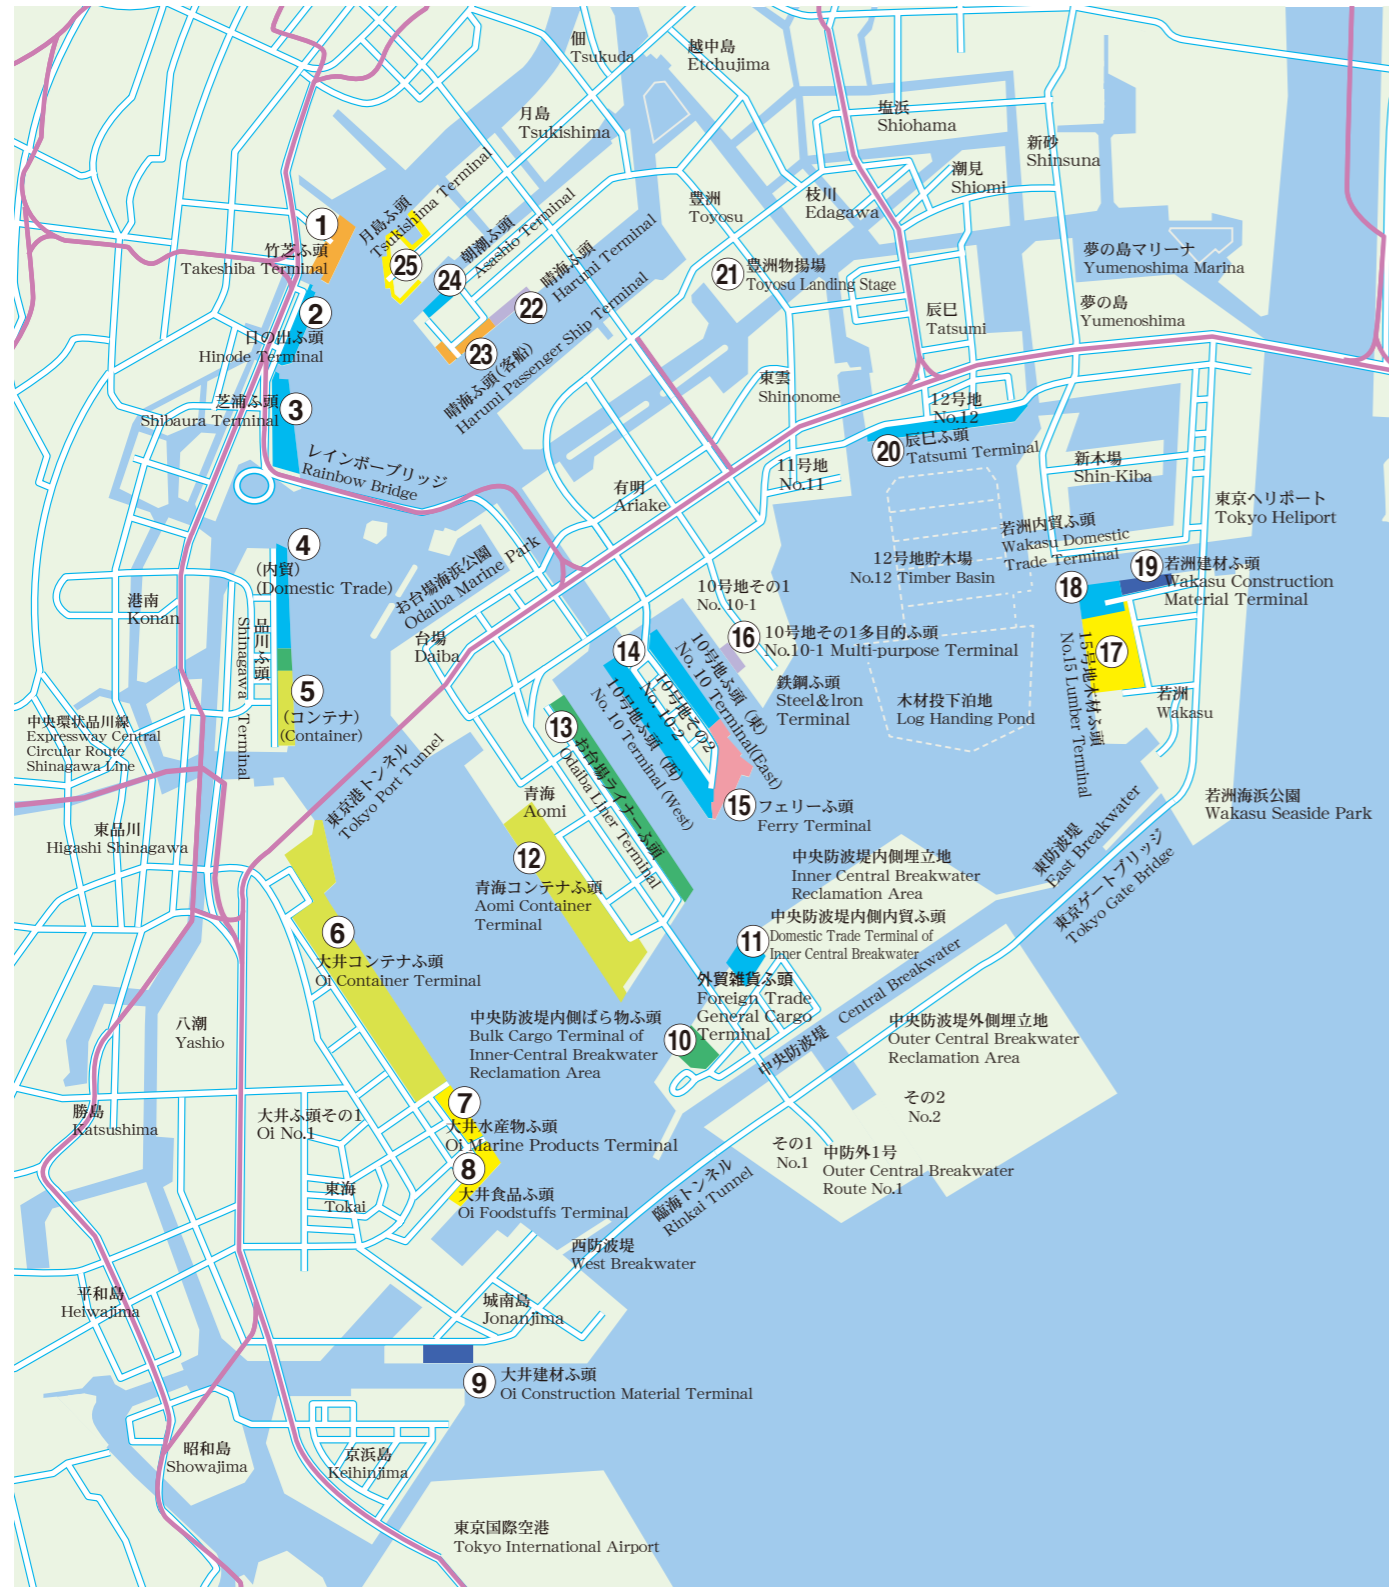 佃
Tsukuda
越中島
Etchujima
月島
Tsukishima
塩浜
Shiohama
新砂
Shinsuna
潮見
Shiomi
枝川
Edagawa
豊洲
Toyosu
1
竹芝ふ頭
Takeshiba Terminal
月島ふ頭
Tsukishima Terminal
25
24
朝潮ふ頭
Asashio Terminal
22
晴海ふ頭
Harumi Terminal
23
晴海ふ頭(客船)
Harumi Passenger Ship Terminal
21
豊洲物揚場
Toyosu Landing Stage
夢の島マリーナ
Yumenoshima Marina
夢の島
Yumenoshima
辰巳
Tatsumi
2
日の出ふ頭
Hinode Terminal
東雲
Shinonome
3
芝浦ふ頭
Shibaura Terminal
12号地
No.12
20
辰巳ふ頭
Tatsumi Terminal
レインボーブリッジ
Rainbow Bridge
11号地
No.11
新木場
Shin-Kiba
有明
Ariake
東京ヘリポート
Tokyo Heliport
4
(内貿)
(Domestic Trade)
お台場海浜公園
Odaiba Marine Park
12号地貯木場
No.12 Timber Basin
若洲内貿ふ頭
Wakasu Domestic
Trade Terminal
18
19
若洲建材ふ頭
Wakasu Construction
Material Terminal
港南
Konan
品川ふ頭
Shinagawa Terminal
台場
Daiba
10号地その1
No. 10-1
16
10号地その1多目的ふ頭
No.10-1 Multi-purpose Terminal
14
10号地ふ頭(東)
No. 10 Terminal(East)
10号地その2
No. 10-2
10号地ふ頭(西)
No. 10 Terminal (West)
17
15号地木材ふ頭
No.15 Lumber Terminal
5
(コンテナ)
(Container)
鉄鋼ふ頭
Steel&Iron
Terminal
木材投下泊地
Log Handing Pond
若洲
Wakasu
中央環状品川線
Expressway Central
Circular Route
Shinagawa Line
13
お台場ライナーふ頭
Odaiba Liner Terminal
東京港トンネル
Tokyo Port Tunnel
青海
Aomi
15
フェリーふ頭
Ferry Terminal
若洲海浜公園
Wakasu Seaside Park
東品川
Higashi Shinagawa
12
青海コンテナふ頭
Aomi Container
Terminal
中央防波堤内側埋立地
Inner Central Breakwater
Reclamation Area
東防波堤
East Breakwater
東京ゲートブリッジ
Tokyo Gate Bridge
6
大井コンテナふ頭
Oi Container Terminal
11
中央防波堤内側内貿ふ頭
Domestic Trade Terminal of
Inner Central Breakwater
外貿雑貨ふ頭
Foreign Trade
General Cargo
Terminal
中央防波堤内側ばら物ふ頭
Bulk Cargo Terminal of
Inner-Central Breakwater
Reclamation Area
10
中央防波堤 Central Breakwater
中央防波堤外側埋立地
Outer Central Breakwater
Reclamation Area
八潮
Yashio
その2
No.2
勝島
Katsushima
大井ふ頭その1
Oi No.1
7
大井水産物ふ頭
Oi Marine Products Terminal
その1
No.1
中防外1号
Outer Central Breakwater
Route No.1
8
大井食品ふ頭
Oi Foodstuffs Terminal
東海
Tokai
臨海トンネル
Rinkai Tunnel
西防波堤
West Breakwater
平和島
Heiwajima
城南島
Jonanjima
9
大井建材ふ頭
Oi Construction Material Terminal
昭和島
Showajima
京浜島
Keihinjima
東京国際空港
Tokyo International Airport